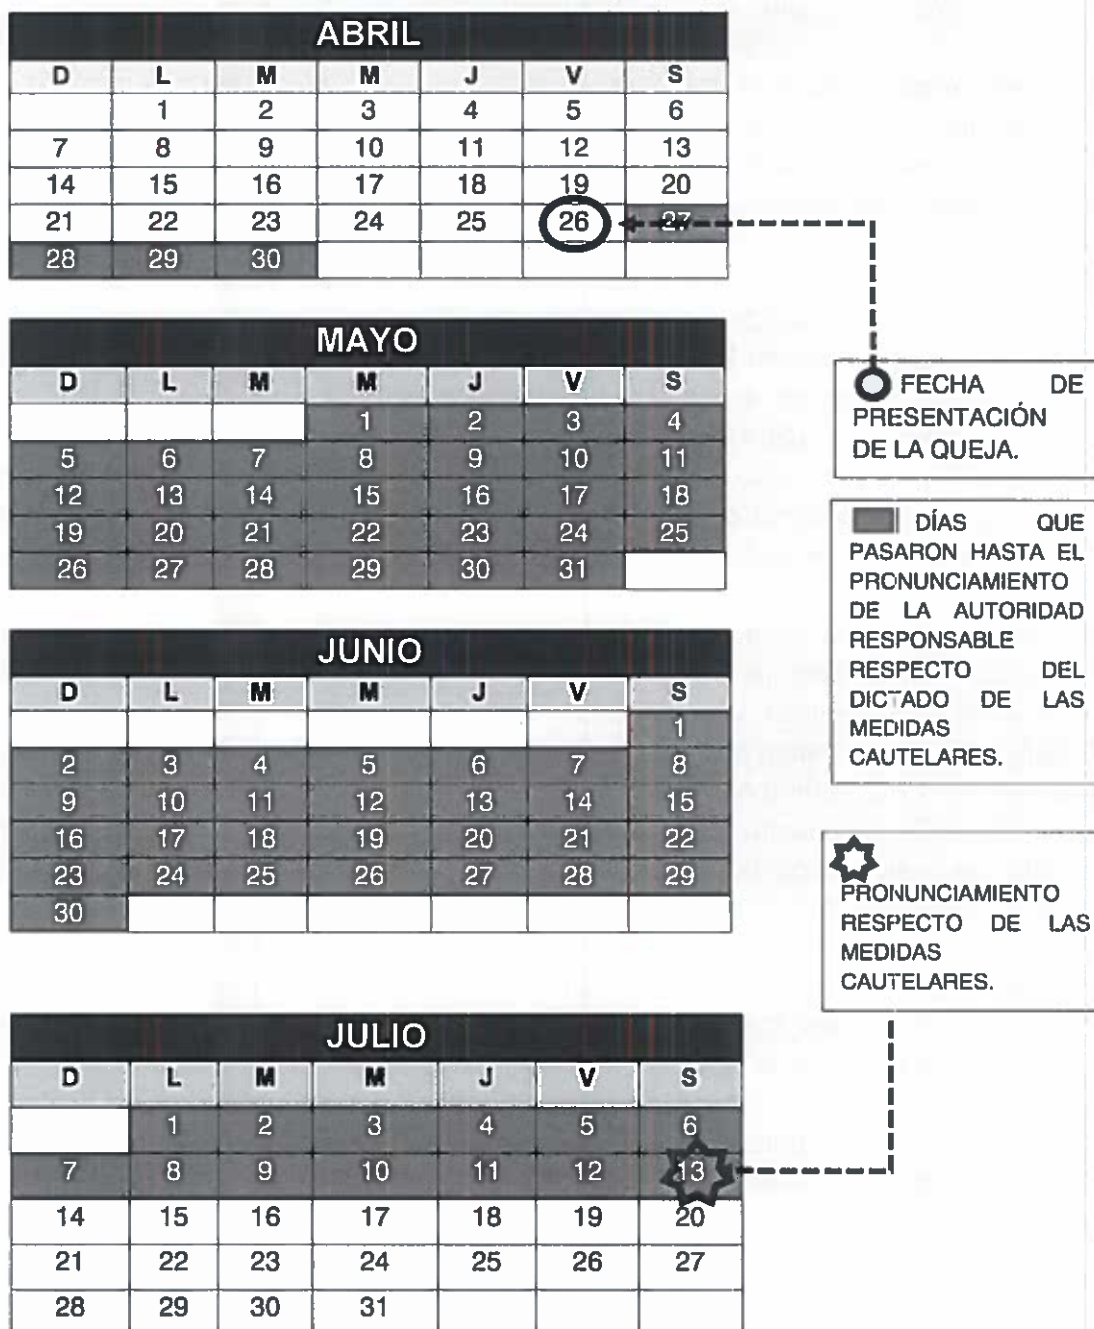 ABRIL
D L M M J V S
1 2 3 4 5 6
7 8 9 10 11 12 13
14 15 16 17 18 19 20
21 22 23 24 25 26 27
28 29 30
MAYO
D L M M J V S
1 2 3 4
5 6 7 8 9 10 11
12 13 14 15 16 17 18
19 20 21 22 23 24 25
26 27 28 29 30 31
FECHA DE
PRESENTACIÓN
DE LA QUEJA.
DÍAS QUE
PASARON HASTA EL
PRONUNCIAMIENTO
DE LA AUTORIDAD
RESPONSABLE
RESPECTO DEL
DICTADO DE LAS
MEDIDAS
CAUTELARES.
JUNIO
D L M M J V S
1
2 3 4 5 6 7 8
9 10 11 12 13 14 15
16 17 18 19 20 21 22
23 24 25 26 27 28 29
30
PRONUNCIAMIENTO
RESPECTO DE LAS
MEDIDAS
CAUTELARES.
JULIO
D L M M J V S
1 2 3 4 5 6
7 8 9 10 11 12 13
14 15 16 17 18 19 20
21 22 23 24 25 26 27
28 29 30 31